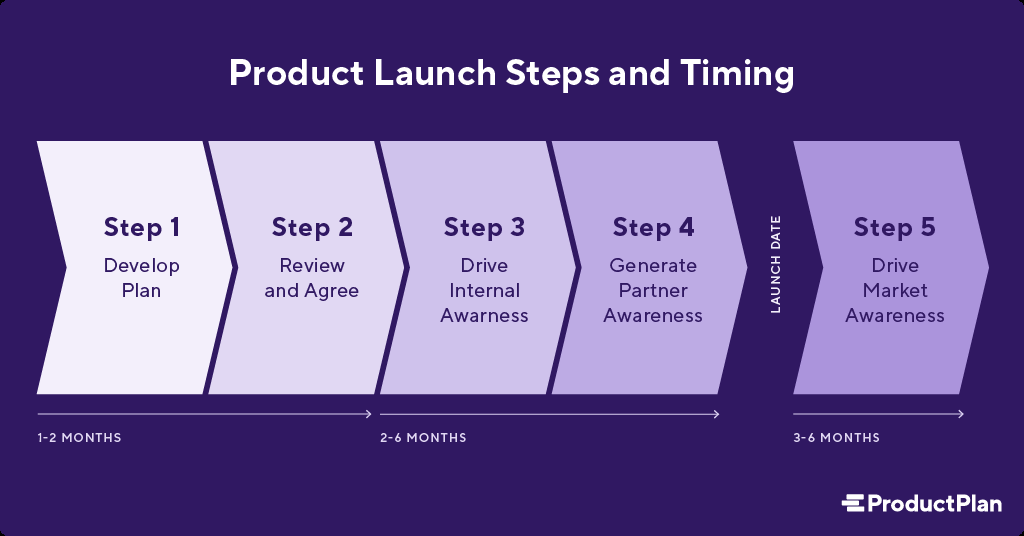 Product Launch Steps and Timing
Step 1
Develop
Plan
Step 2
Review
and Agree
Step 3
Drive
Internal
Awarness
Step 4
Generate
Partner
Awareness
LAUNCH DATE
Step 5
Drive
Market
Awareness
1-2 MONTHS
2-6 MONTHS
3-6 MONTHS
ProductPlan